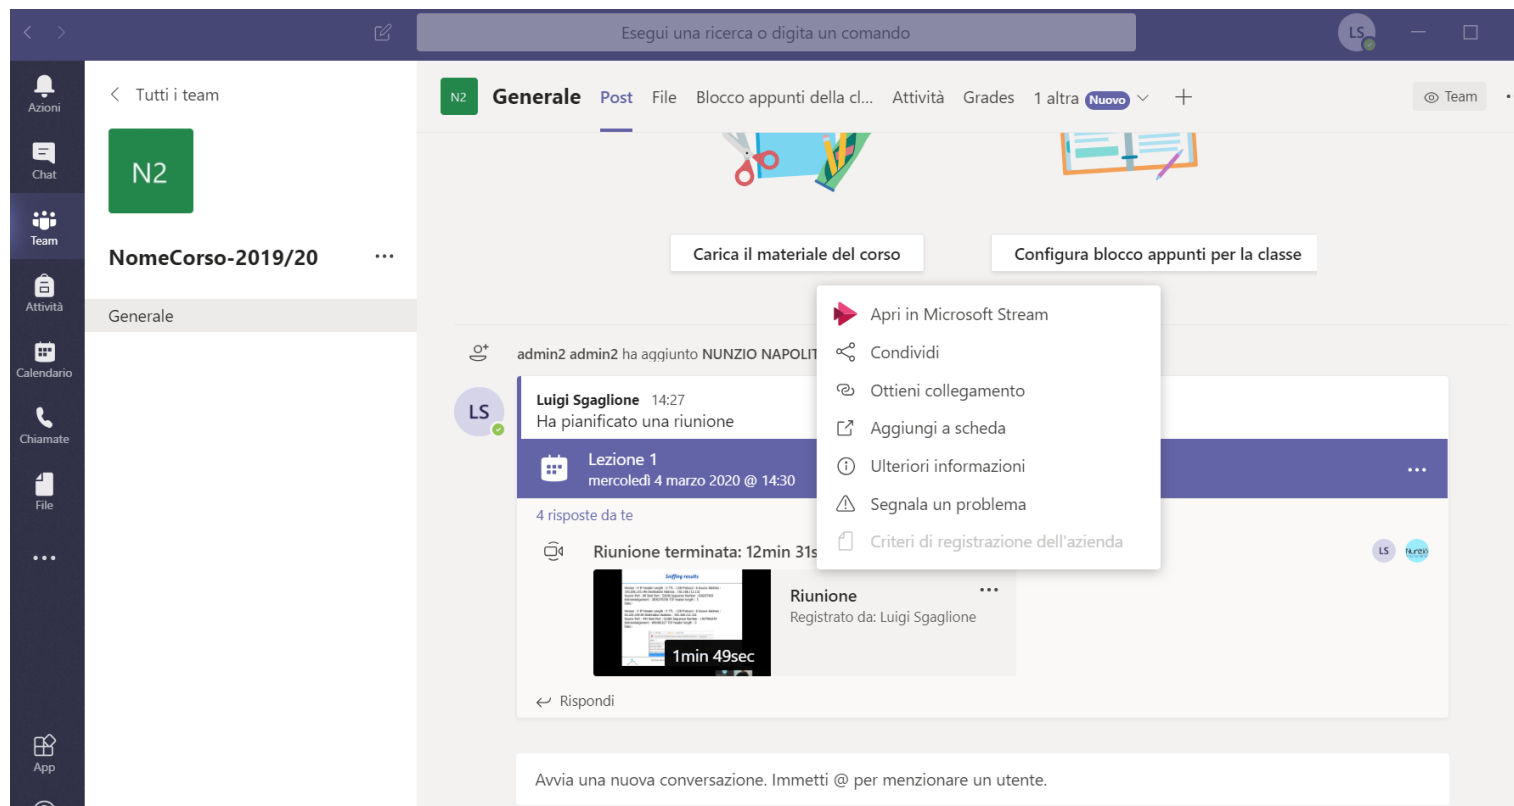 Esegui una ricerca o digita un comando
LS
Azioni
Chat
Team
Attività
Calendario
Chiamate
File
App
Tutti i team
N2
NomeCorso-2019/20
Generale
N2 Generale Post File Blocco appunti della cl... Attività Grades 1 altra Nuovo Team
Carica il materiale del corso
Configura blocco appunti per la classe
admin2 admin2 ha aggiunto NUNZIO NAPOLIT
LS
Luigi Sgaglione 14:27
Ha pianificato una riunione
Lezione 1
mercoledì 4 marzo 2020 @ 14:30
4 risposte da te
Riunione terminata: 12min 31s
LS Nunzio
Sniffing results
1min 49sec
Riunione
Registrato da: Luigi Sgaglione
Rispondi
Apri in Microsoft Stream
Condividi
Ottieni collegamento
Aggiungi a scheda
Ulteriori informazioni
Segnala un problema
Criteri di registrazione dell'azienda
Avvia una nuova conversazione. Immetti @ per menzionare un utente.